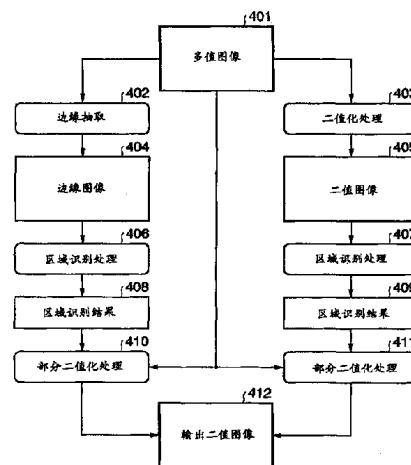 401
多值图像
402
边缘抽取
403
二值化处理
404
边缘图像
405
二值图像
406
区域识别处理
407
区域识别处理
408
区域识别结果
409
区域识别结果
410
部分二值化处理
411
部分二值化处理
412
输出二值图像